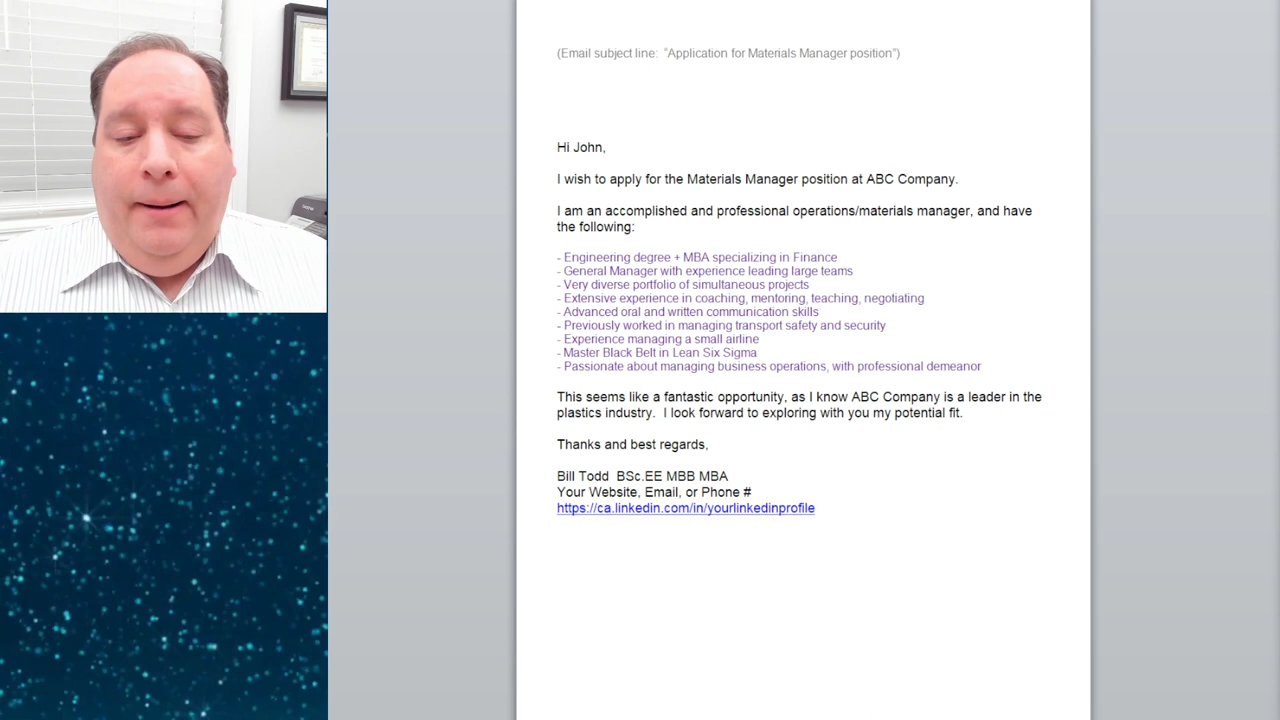 (Email subject line:  "Application for Materials Manager position")
Hi John,
I wish to apply for the Materials Manager position at ABC Company.
I am an accomplished and professional operations/materials manager, and have
the following:
- Engineering degree + MBA specializing in Finance
- General Manager with experience leading large teams
- Very diverse portfolio of simultaneous projects
- Extensive experience in coaching, mentoring, teaching, negotiating
- Advanced oral and written communication skills
- Previously worked in managing transport safety and security
- Experience managing a small airline
- Master Black Belt in Lean Six Sigma
- Passionate about managing business operations, with professional demeanor
This seems like a fantastic opportunity, as I know ABC Company is a leader in the
plastics industry.  I look forward to exploring with you my potential fit.
Thanks and best regards,
Bill Todd  BSc.EE MBB MBA
Your Website, Email, or Phone #
https://ca.linkedin.com/in/yourlinkedinprofile